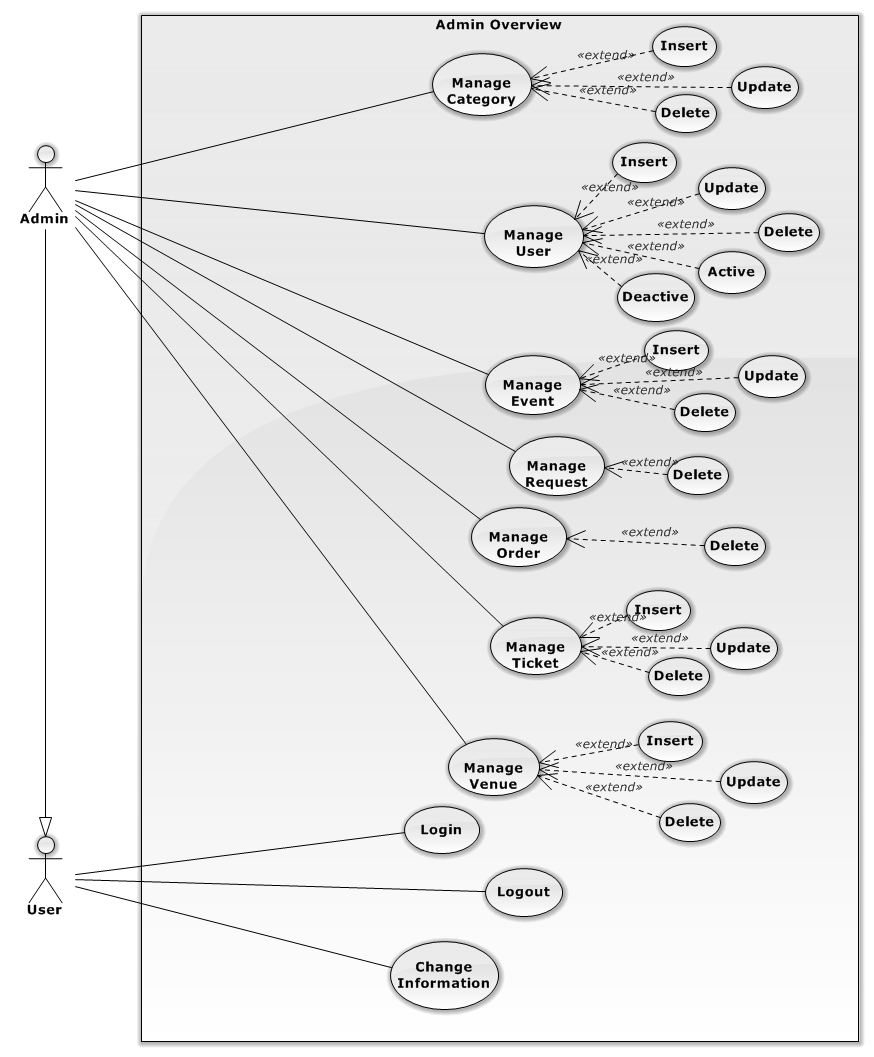 Admin Overview
Insert
«extend»
Manage
Category
«extend»
Update
«extend»
Delete
Insert
«extend»
Update
«extend»
Admin
Manage
User
«extend»
Delete
«extend»
Active
«extend»
Deactive
Insert
«extend»
Manage
Event
«extend»
Update
«extend»
Delete
Manage
Request
«extend»
Delete
Manage
Order
«extend»
Delete
Insert
«extend»
Manage
Ticket
«extend»
Update
«extend»
Delete
Insert
«extend»
Manage
Venue
«extend»
Update
«extend»
Delete
Login
Logout
User
Change
Information